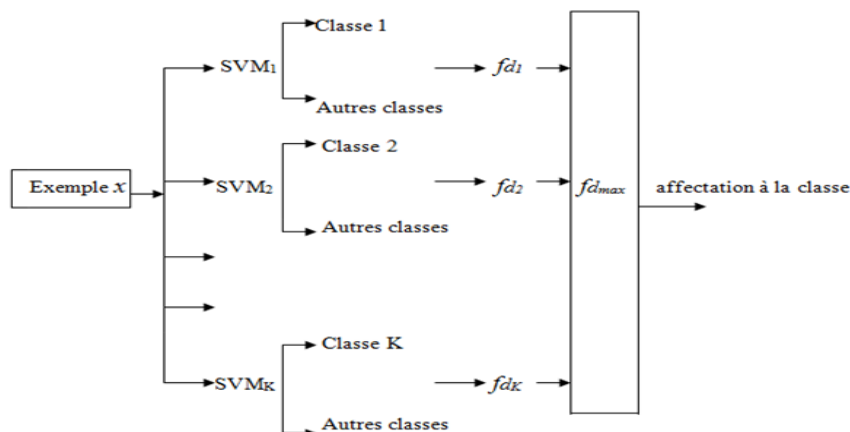 Classe 1
SVM1
fd1
Autres classes
Classe 2
Exemple x
SVM2
fd2
fdmax
affectation à la classe
Autres classes
Classe K
SVMK
fdK
Autres classes